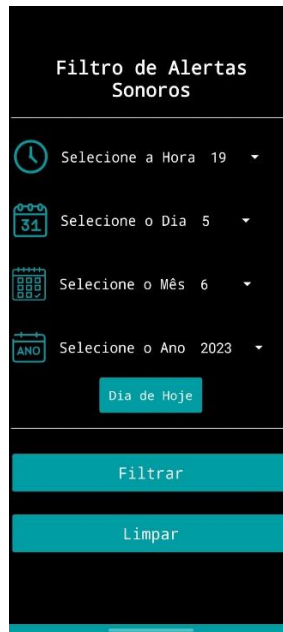 Filtro de Alertas
Sonoros
Selecione a Hora 19
31 Selecione o Dia 5
Selecione o Mês 6
ANO Selecione o Ano 2023
Dia de Hoje
Filtrar
Limpar